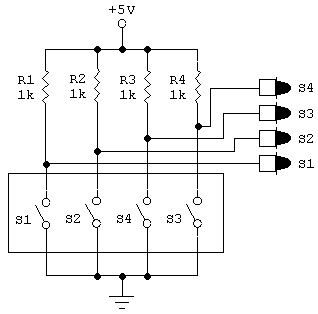 +5V
R1 1k
R2 1k
R3 1k
R4 1k
S4
S3
S2
S1
S1 S2 S4 S3